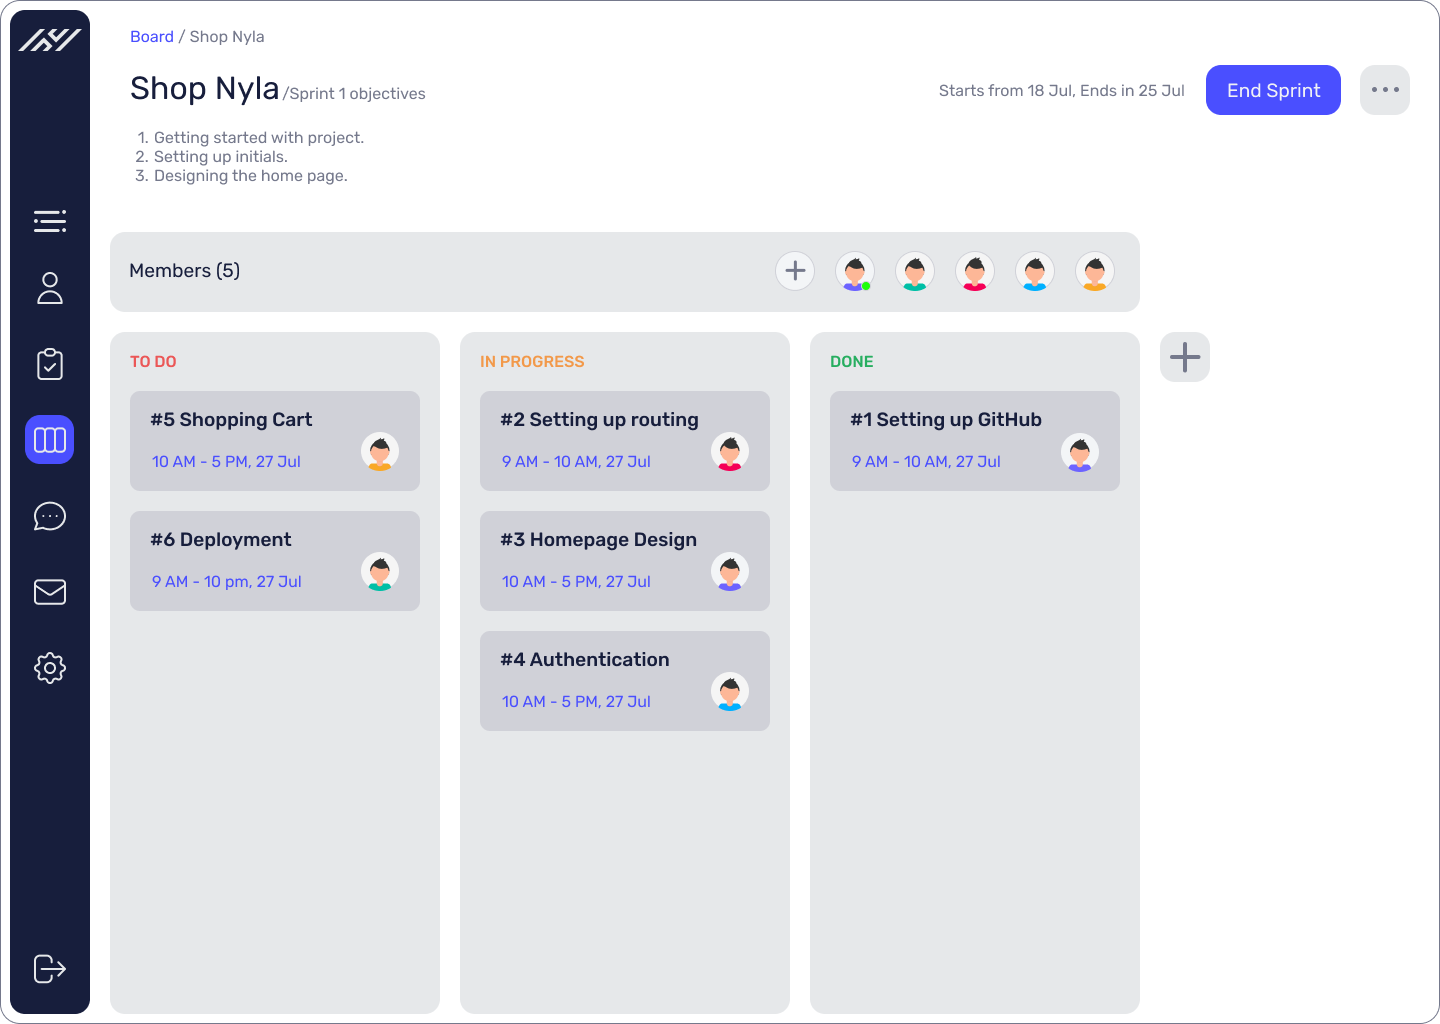 Board / Shop Nyla
Shop Nyla /Sprint 1 objectives
Starts from 18 Jul, Ends in 25 Jul
End Sprint
1. Getting started with project.
2. Setting up initials.
3. Designing the home page.
Members (5)
TO DO
#5 Shopping Cart
10 AM - 5 PM, 27 Jul
#6 Deployment
9 AM - 10 pm, 27 Jul
IN PROGRESS
#2 Setting up routing
9 AM - 10 AM, 27 Jul
#3 Homepage Design
10 AM - 5 PM, 27 Jul
#4 Authentication
10 AM - 5 PM, 27 Jul
DONE
#1 Setting up GitHub
9 AM - 10 AM, 27 Jul